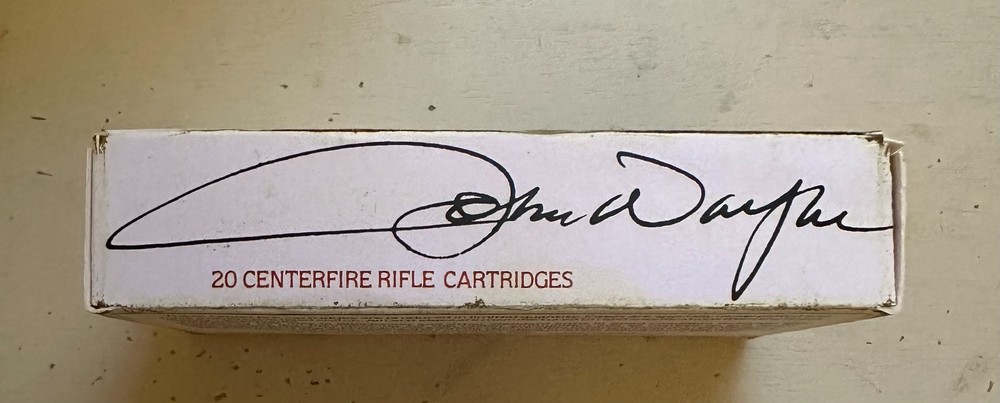 John Wayne
20 CENTERFIRE RIFLE CARTRIDGES